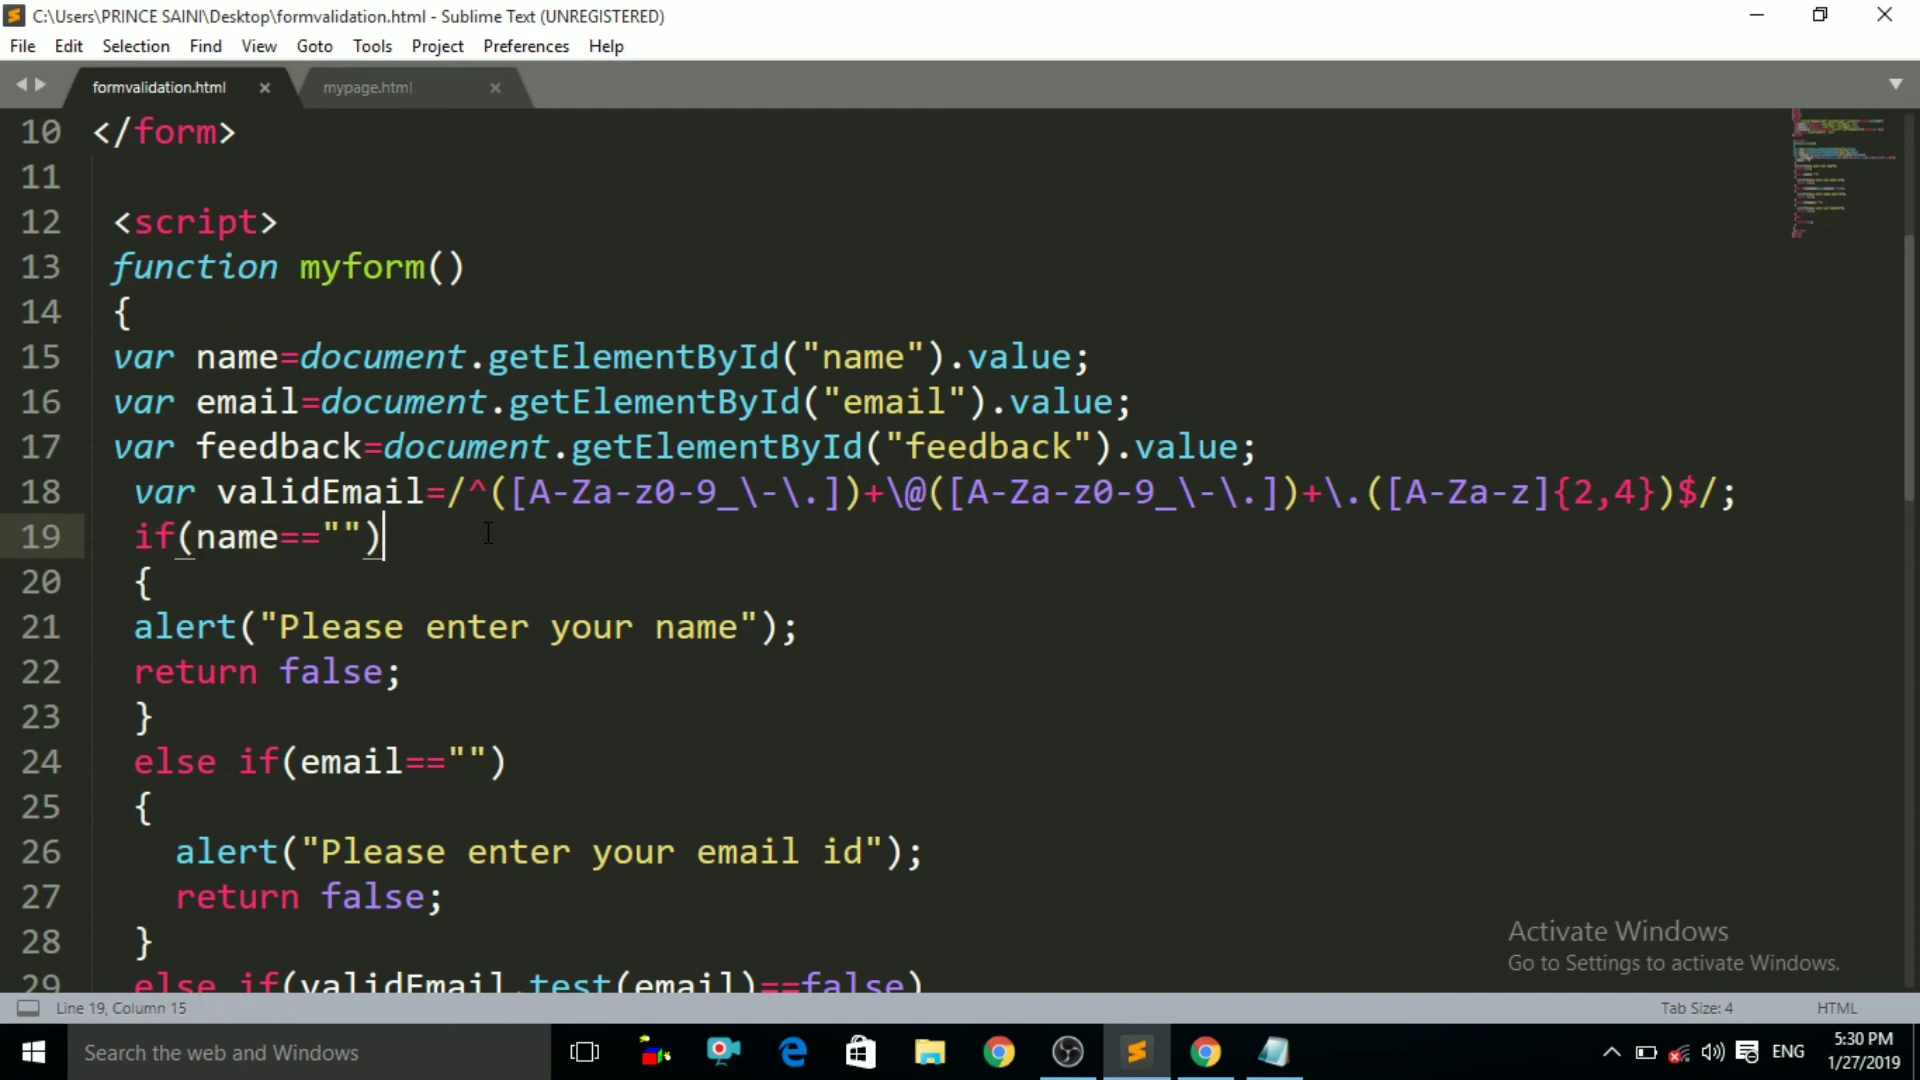 C:\Users\PRINCE SAINI\Desktop\formvalidation.html - Sublime Text (UNREGISTERED)
File Edit Selection Find View Goto Tools Project Preferences Help
formvalidation.html × mypage.html ×
10 </form>
11
12 <script>
13 function myform()
14 {
15 var name=document.getElementById("name").value;
16 var email=document.getElementById("email").value;
17 var feedback=document.getElementById("feedback").value;
18 var validEmail=/^([A-Za-z0-9_\-\.])+\@([A-Za-z0-9_\-\.])+\.([A-Za-z]{2,4})$/;
19 if(name=="")
20 {
21 alert("Please enter your name");
22 return false;
23 }
24 else if(email=="")
25 {
26 alert("Please enter your email id");
27 return false;
28 }
29 else if(validEmail.test(email)==false)
Activate Windows
Go to Settings to activate Windows.
Line 19, Column 15 Tab Size: 4 HTML
Search the web and Windows ENG 5:30 PM
1/27/2019